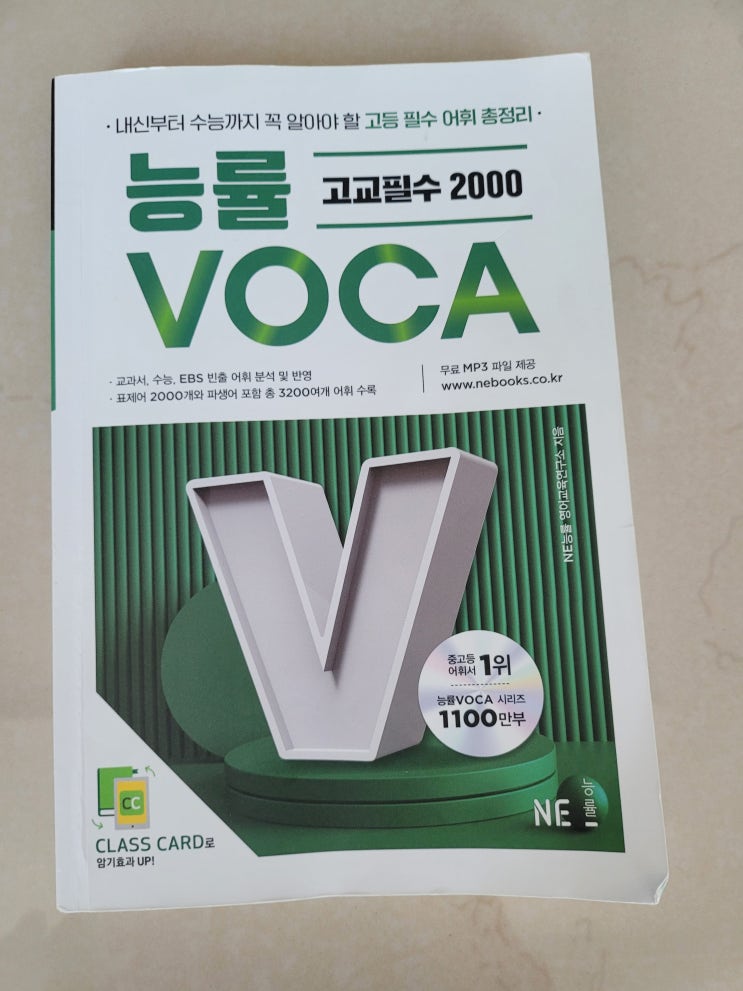 · 내신부터 수능까지 꼭 알아야 할 고등 필수 어휘 총정리 ·
능률
고교필수 2000
VOCA
· 교과서, 수능, EBS 빈출 어휘 분석 및 반영
· 표제어 2000개와 파생어 포함 총 3200여개 어휘 수록
무료 MP3 파일 제공
www.nebooks.co.kr
NE능률 영어교육연구소 지음
중고등
어휘서 1위
능률VOCA 시리즈
1100만부
CC
CLASS CARD로
암기효과 UP!
NE능률